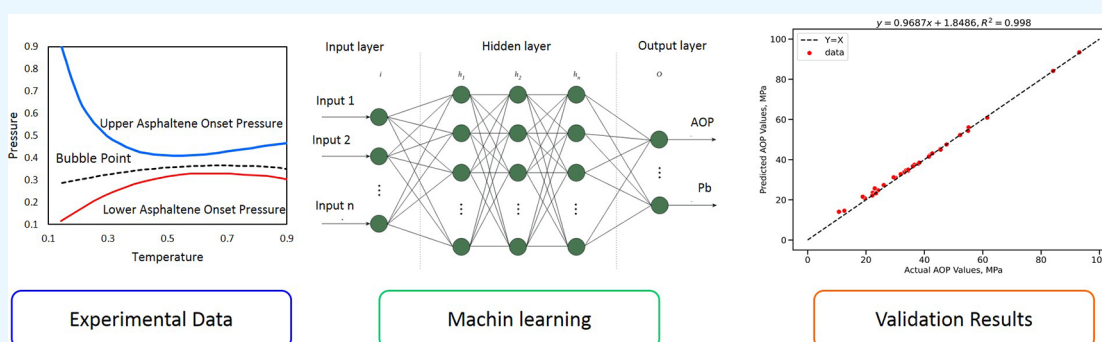 0.9
0.8
0.7
0.6
0.5
0.4
0.3
0.2
0.1
Pressure
Upper Asphaltene Onset Pressure
Bubble Point
Lower Asphaltene Onset Pressure
0.1 0.3 0.5 0.7 0.9
Temperature
Experimental Data
Input layer Hidden layer Output layer
i h1 h2 hn O
Input 1
Input 2
Input n
AOP
Pb
Machin learning
y = 0.9687x + 1.8486, R² = 0.998
Y=X
data
100
80
60
40
20
0
Predicted AOP Values, MPa
0 20 40 60 80 100
Actual AOP Values, MPa
Validation Results